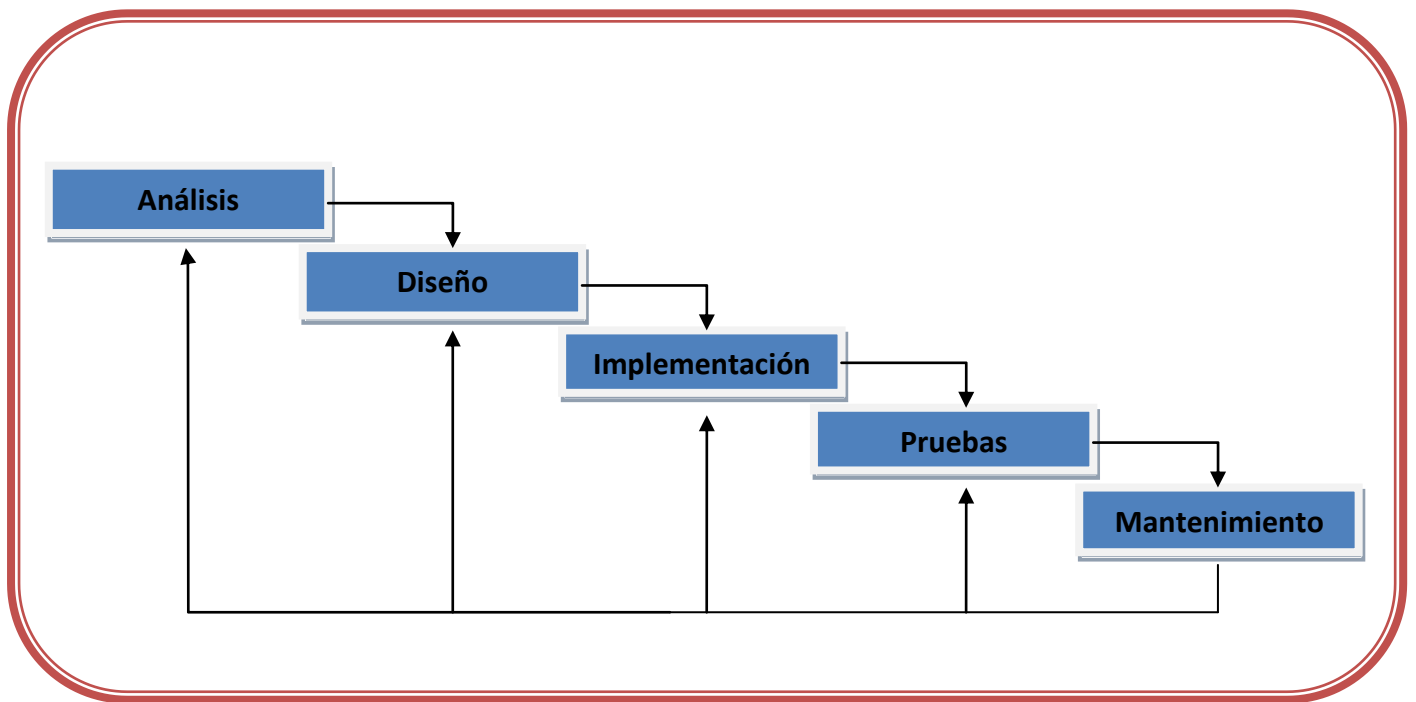 Análisis
Diseño
Implementación
Pruebas
Mantenimiento